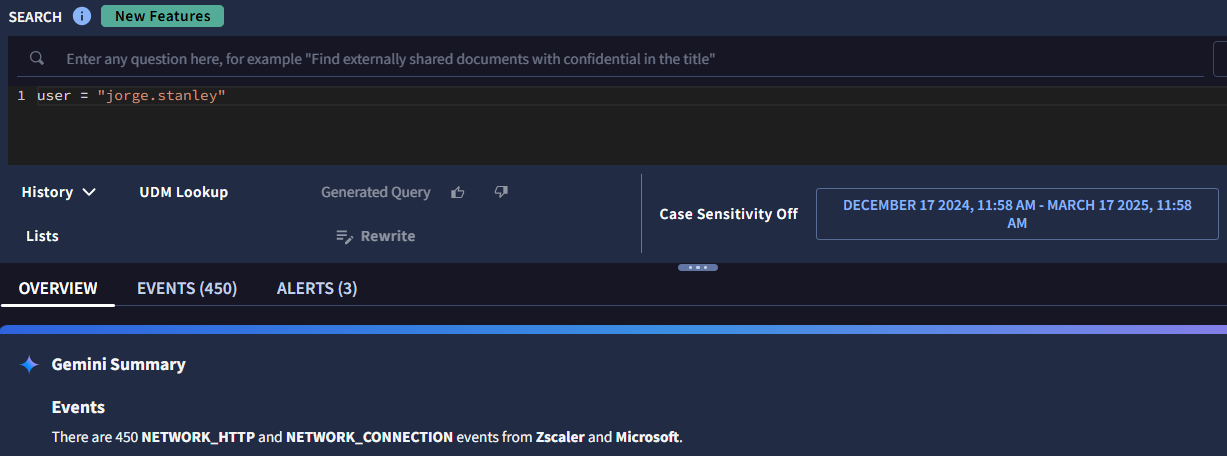 SEARCH i New Features
Enter any question here, for example "Find externally shared documents with confidential in the title"
1 user = "jorge.stanley"
History UDM Lookup Generated Query
Case Sensitivity Off
DECEMBER 17 2024, 11:58 AM - MARCH 17 2025, 11:58
AM
Lists Rewrite
OVERVIEW EVENTS (450) ALERTS (3)
Gemini Summary
Events
There are 450 NETWORK_HTTP and NETWORK_CONNECTION events from Zscaler and Microsoft.